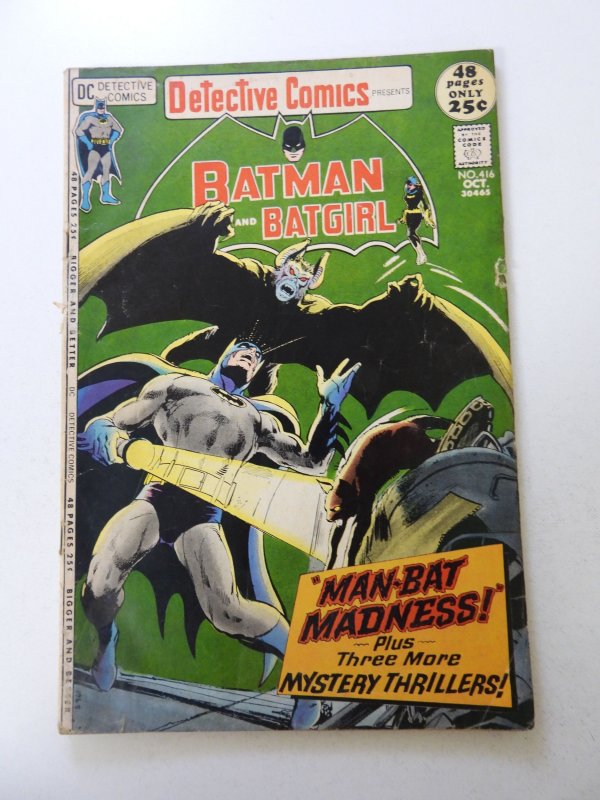 DC DETECTIVE COMICS
Detective Comics PRESENTS
48 pages ONLY 25¢
APPROVED BY THE COMICS CODE AUTHORITY
BATMAN
AND BATGIRL
NO. 416
OCT.
30465
48 PAGES 25¢ BIGGER AND BETTER DC DETECTIVE COMICS 48 PAGES 25¢ BIGGER AND BETTER
"MAN-BAT
MADNESS!"
Plus
Three More
MYSTERY THRILLERS!